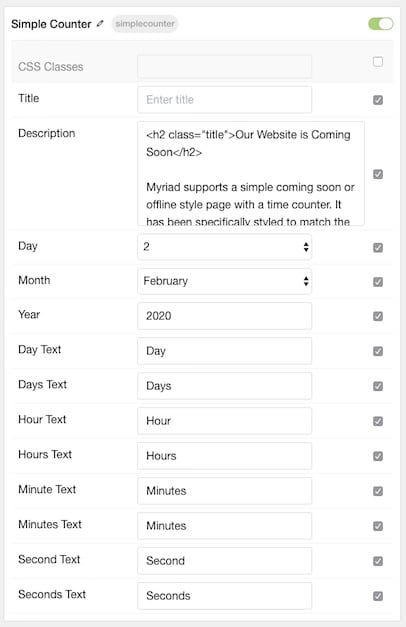 Simple Counter simplecounter
CSS Classes
Title Enter title
Description <h2 class="title">Our Website is Coming
Soon</h2>
Myriad supports a simple coming soon or
offline style page with a time counter. It
has been specifically styled to match the
Day 2
Month February
Year 2020
Day Text Day
Days Text Days
Hour Text Hour
Hours Text Hours
Minute Text Minutes
Minutes Text Minutes
Second Text Second
Seconds Text Seconds